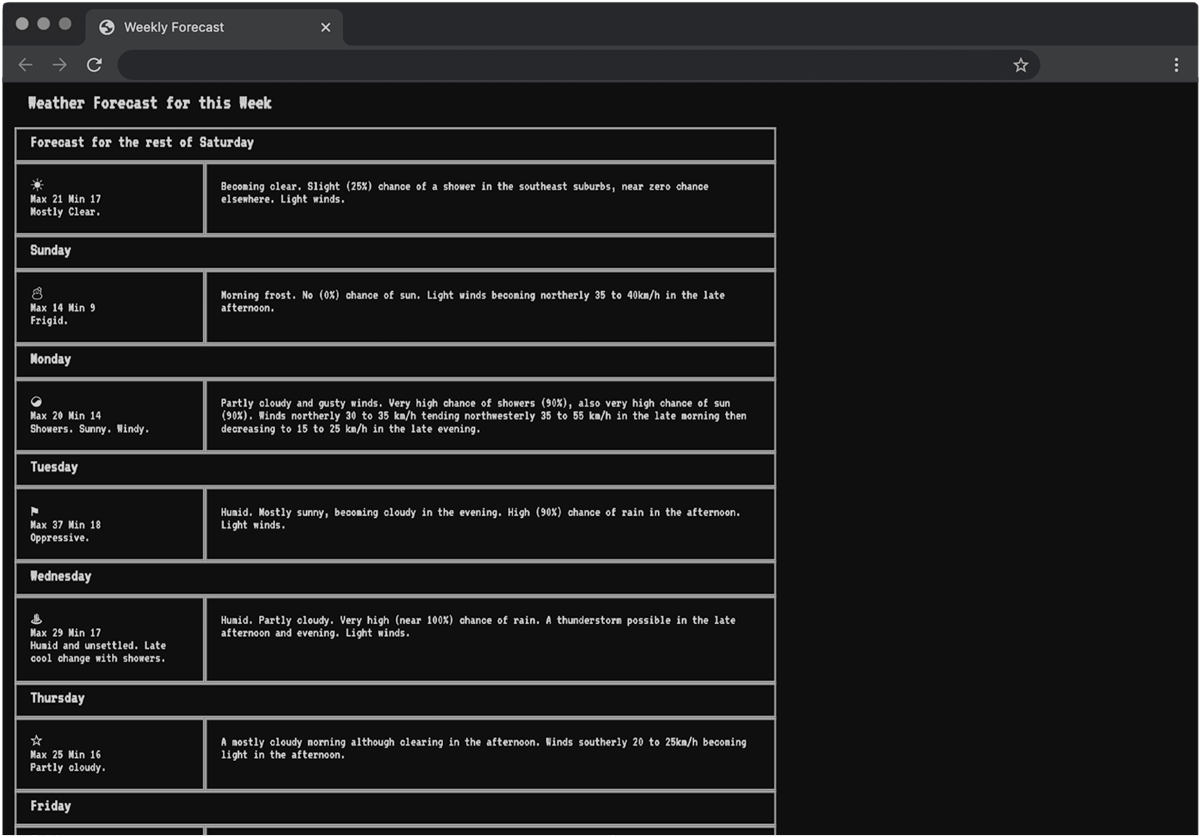 Weekly Forecast
Weather Forecast for this Week
Forecast for the rest of Saturday
Max 21 Min 17
Mostly Clear.
Becoming clear. Slight (25%) chance of a shower in the southeast suburbs, near zero chance
elsewhere. Light winds.
Sunday
Max 14 Min 9
Frigid.
Morning frost. No (0%) chance of sun. Light winds becoming northerly 35 to 40km/h in the late
afternoon.
Monday
Max 20 Min 14
Showers. Sunny. Windy.
Partly cloudy and gusty winds. Very high chance of showers (90%), also very high chance of sun
(90%). Winds northerly 30 to 35 km/h tending northwesterly 35 to 55 km/h in the late morning then
decreasing to 15 to 25 km/h in the late evening.
Tuesday
Max 37 Min 18
Oppressive.
Humid. Mostly sunny, becoming cloudy in the evening. High (90%) chance of rain in the afternoon.
Light winds.
Wednesday
Max 29 Min 17
Humid and unsettled. Late
cool change with showers.
Humid. Partly cloudy. Very high (near 100%) chance of rain. A thunderstorm possible in the late
afternoon and evening. Light winds.
Thursday
Max 25 Min 16
Partly cloudy.
A mostly cloudy morning although clearing in the afternoon. Winds southerly 20 to 25km/h becoming
light in the afternoon.
Friday